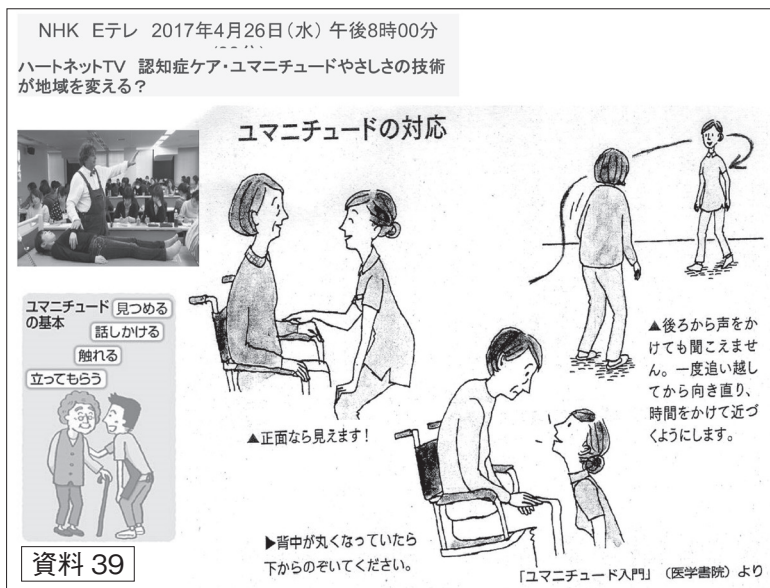 NHK Eテレ 2017年4月26日(水) 午後8時00分
ハートネットTV 認知症ケア・ユマニチュードやさしさの技術
が地域を変える？
ユマニチュードの対応
ユマニチュード
の基本
見つめる
話しかける
触れる
立ってもらう
▲正面なら見えます！
▲後ろから声をか
けても聞こえませ
ん。一度追い越し
てから向き直り、
時間をかけて近づ
くようにします。
▶背中が丸くなっていたら
下からのぞいてください。
「ユマニチュード入門」（医学書院）より
資料 39